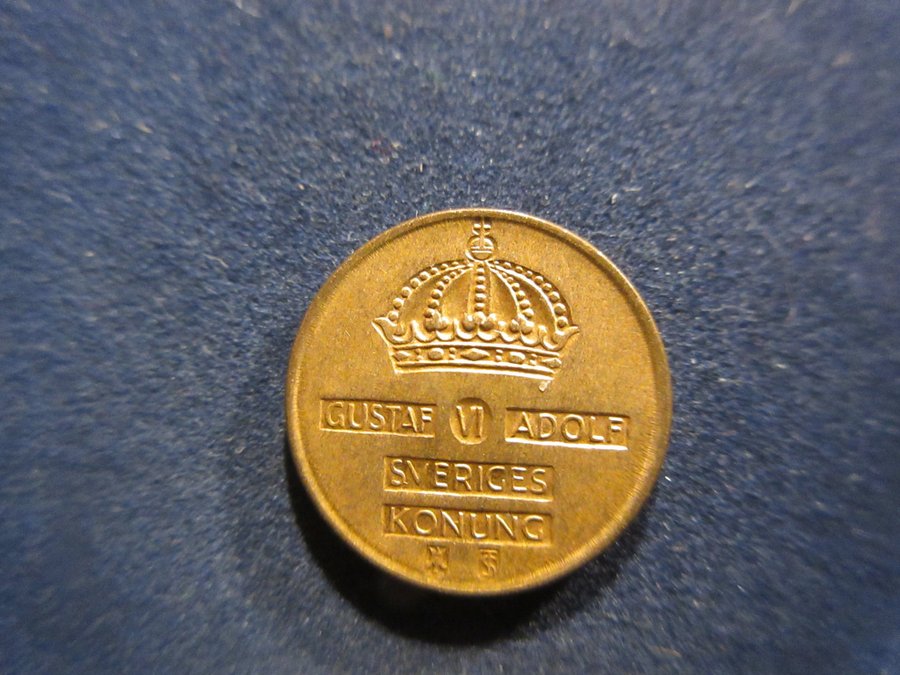 GUSTAF VI ADOLF
SVERIGES
KONUNG